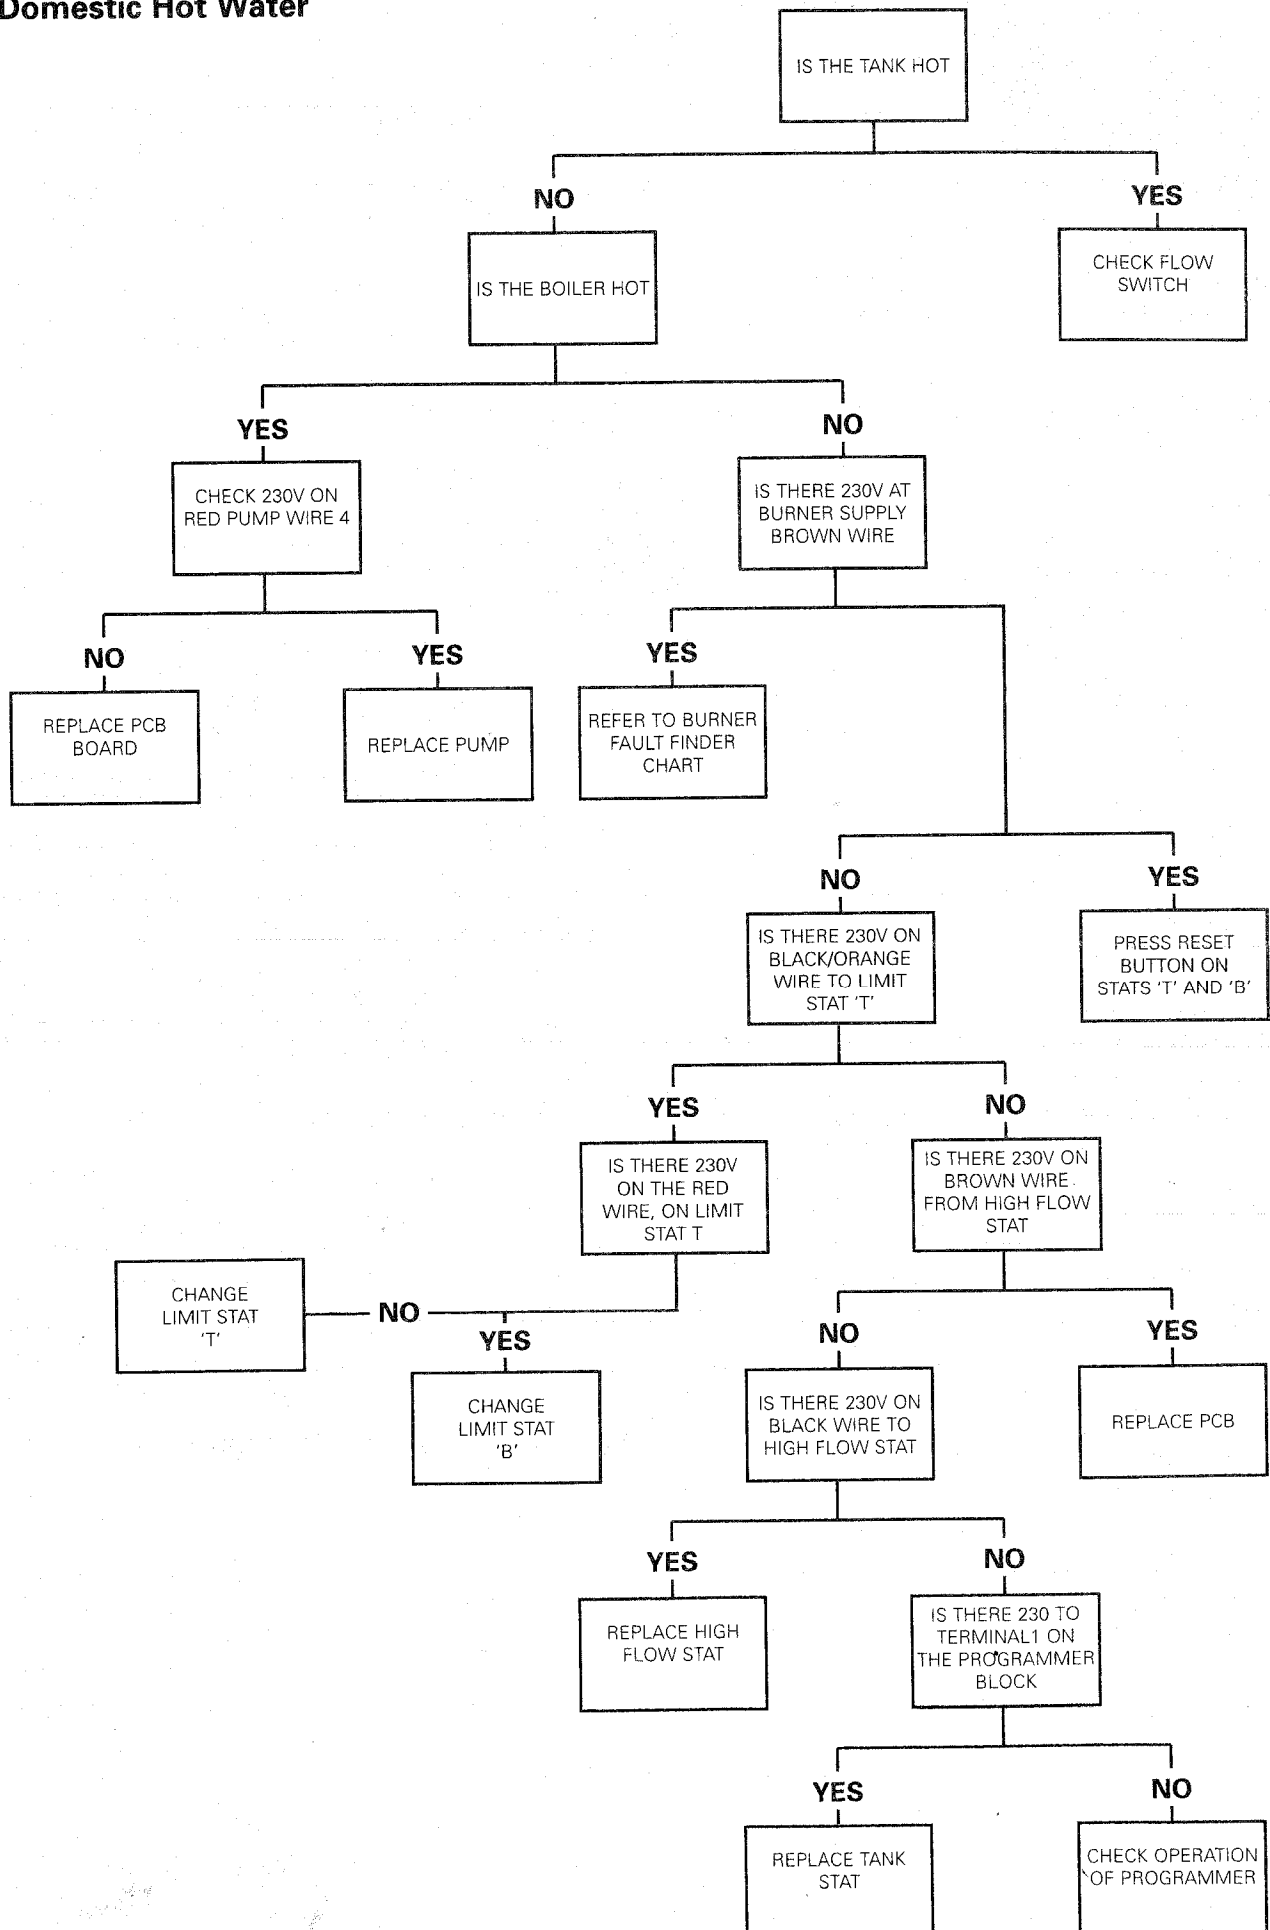 Domestic Hot Water
IS THE TANK HOT
NO
YES
IS THE BOILER HOT
CHECK FLOW
SWITCH
YES
NO
CHECK 230V ON
RED PUMP WIRE 4
IS THERE 230V AT
BURNER SUPPLY
BROWN WIRE
NO
YES
YES
REPLACE PCB
BOARD
REPLACE PUMP
REFER TO BURNER
FAULT FINDER
CHART
NO
YES
IS THERE 230V ON
BLACK/ORANGE
WIRE TO LIMIT
STAT 'T'
PRESS RESET
BUTTON ON
STATS 'T' AND 'B'
YES
NO
IS THERE 230V
ON THE RED
WIRE, ON LIMIT
STAT T
IS THERE 230V ON
BROWN WIRE
FROM HIGH FLOW
STAT
CHANGE
LIMIT STAT
'T'
NO
YES
NO
YES
CHANGE
LIMIT STAT
'B'
IS THERE 230V ON
BLACK WIRE TO
HIGH FLOW STAT
REPLACE PCB
YES
NO
REPLACE HIGH
FLOW STAT
IS THERE 230 TO
TERMINAL1 ON
THE PROGRAMMER
BLOCK
YES
NO
REPLACE TANK
STAT
CHECK OPERATION
OF PROGRAMMER